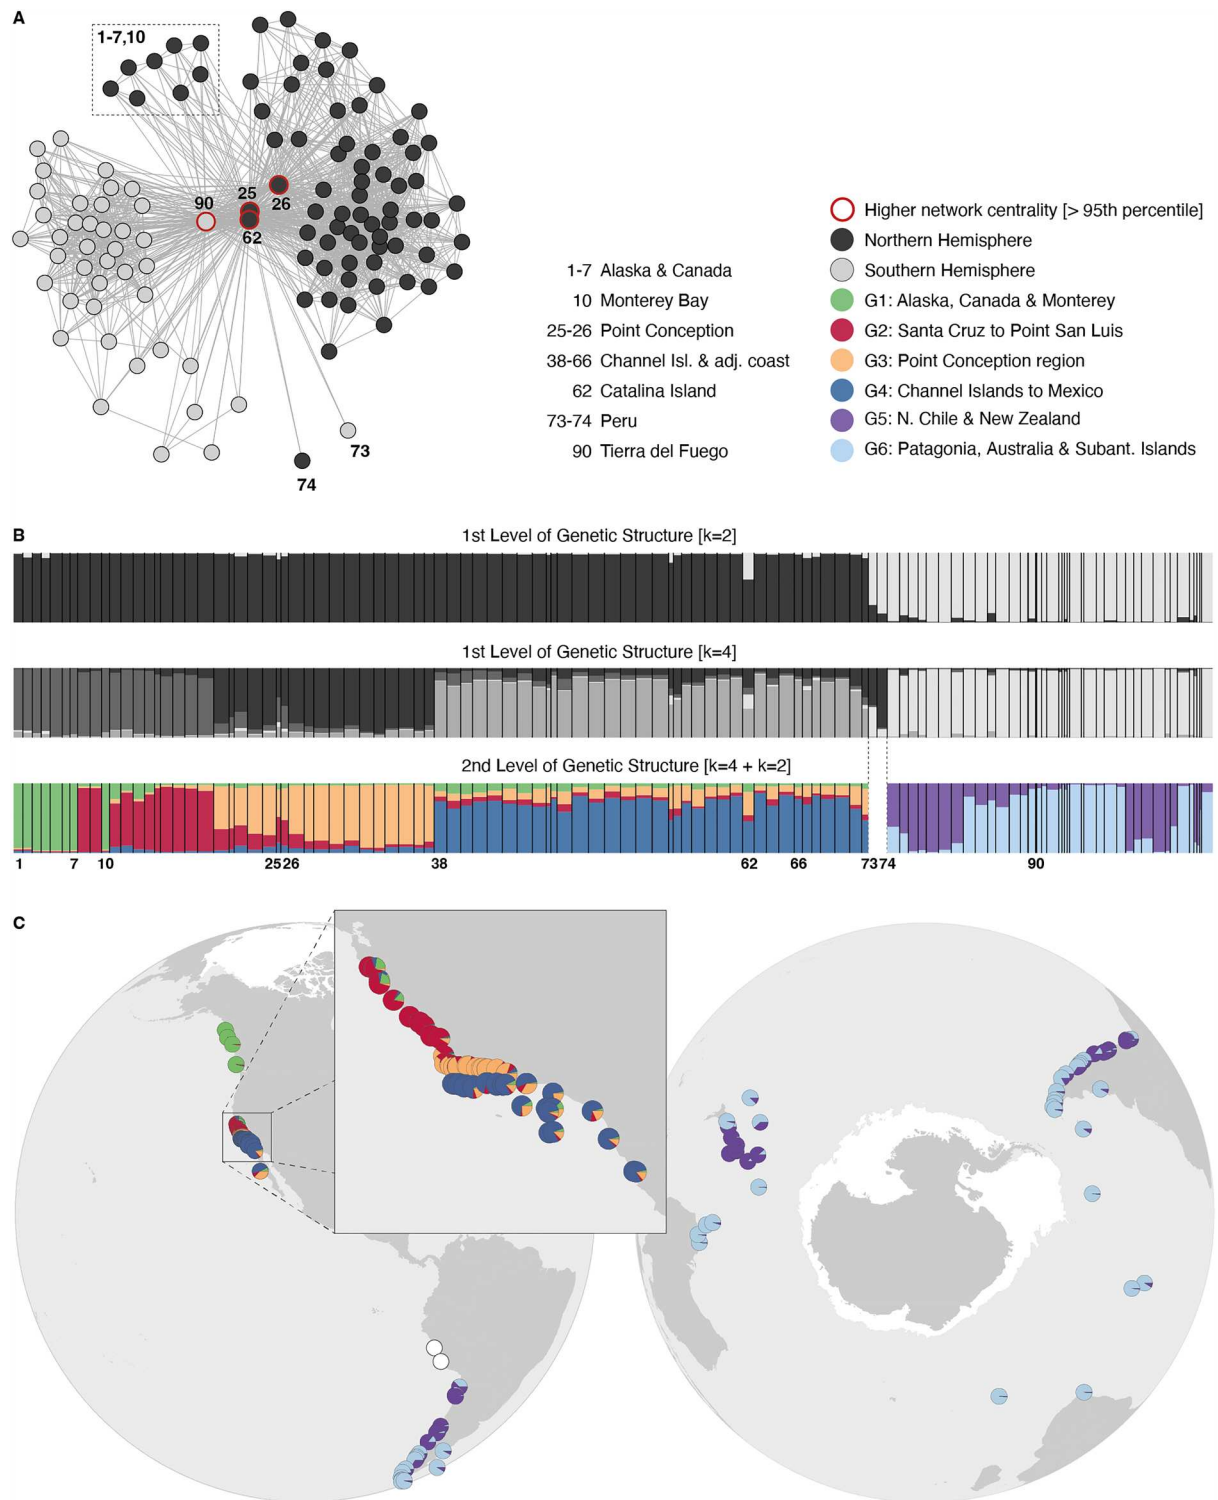 A
1-7,10
90
25
26
62
73
74
1-7 Alaska & Canada
10 Monterey Bay
25-26 Point Conception
38-66 Channel Isl. & adj. coast
62 Catalina Island
73-74 Peru
90 Tierra del Fuego
Higher network centrality [> 95th percentile]
Northern Hemisphere
Southern Hemisphere
G1: Alaska, Canada & Monterey
G2: Santa Cruz to Point San Luis
G3: Point Conception region
G4: Channel Islands to Mexico
G5: N. Chile & New Zealand
G6: Patagonia, Australia & Subant. Islands
B
1st Level of Genetic Structure [k=2]
1st Level of Genetic Structure [k=4]
2nd Level of Genetic Structure [k=4 + k=2]
1 7 10 2526 38 62 66 7374 90
C